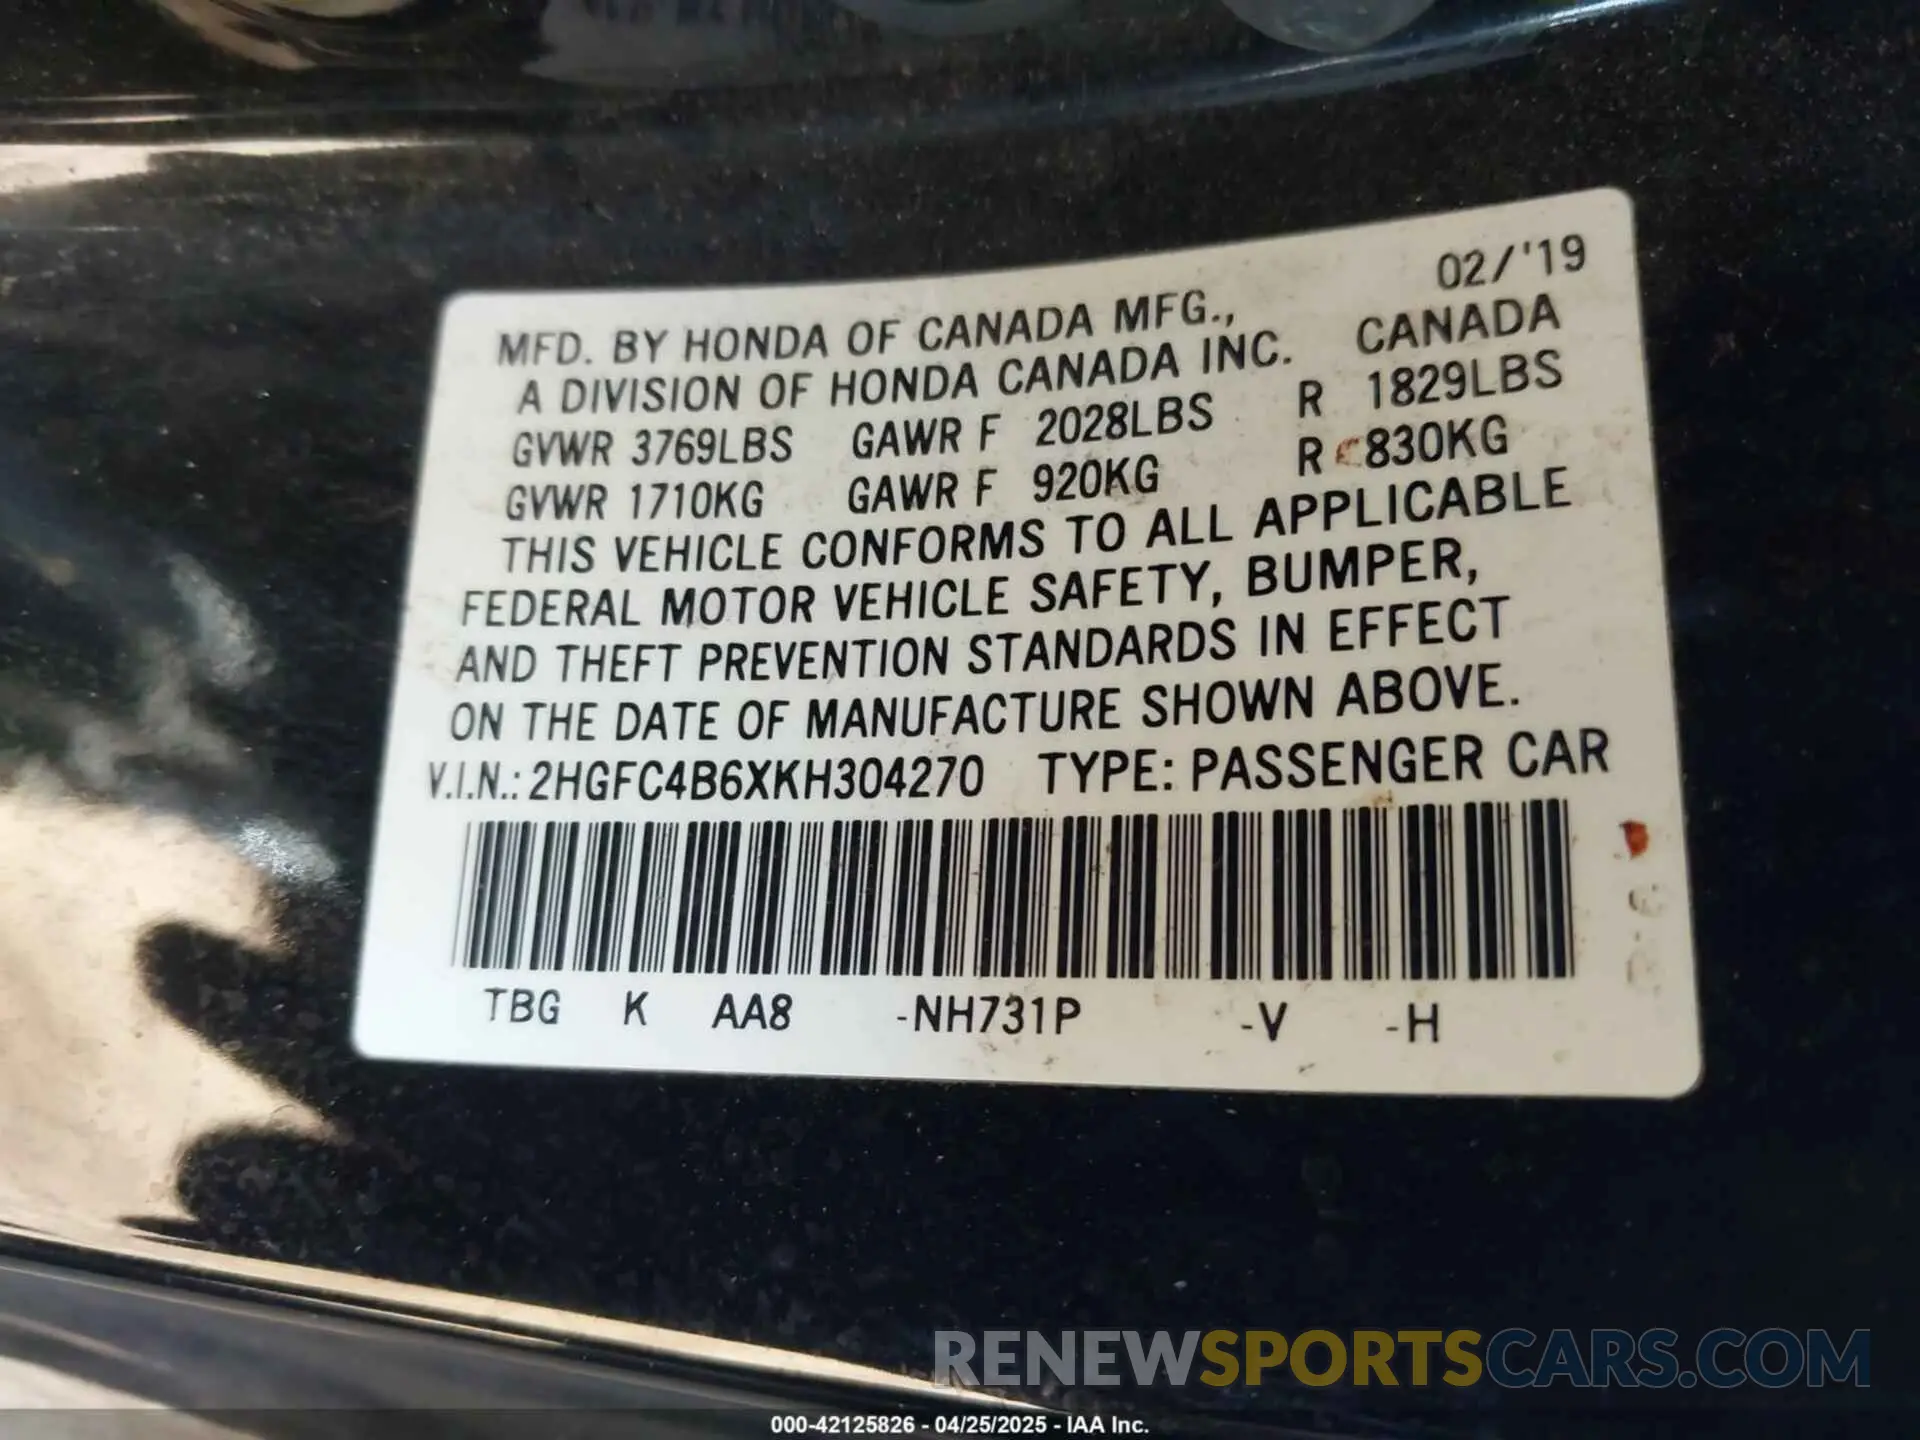 02/'19
MFD. BY HONDA OF CANADA MFG.,
A DIVISION OF HONDA CANADA INC. CANADA
GVWR 3769LBS GAWR F 2028LBS R 1829LBS
GVWR 1710KG GAWR F 920KG R 830KG
THIS VEHICLE CONFORMS TO ALL APPLICABLE
FEDERAL MOTOR VEHICLE SAFETY, BUMPER,
AND THEFT PREVENTION STANDARDS IN EFFECT
ON THE DATE OF MANUFACTURE SHOWN ABOVE.
V.I.N.: 2HGFC4B6XKH304270 TYPE: PASSENGER CAR
TBG K AA8 -NH731P -V -H
RENEWSPORTSCARS.COM
000-42125826 - 04/25/2025 - IAA Inc.